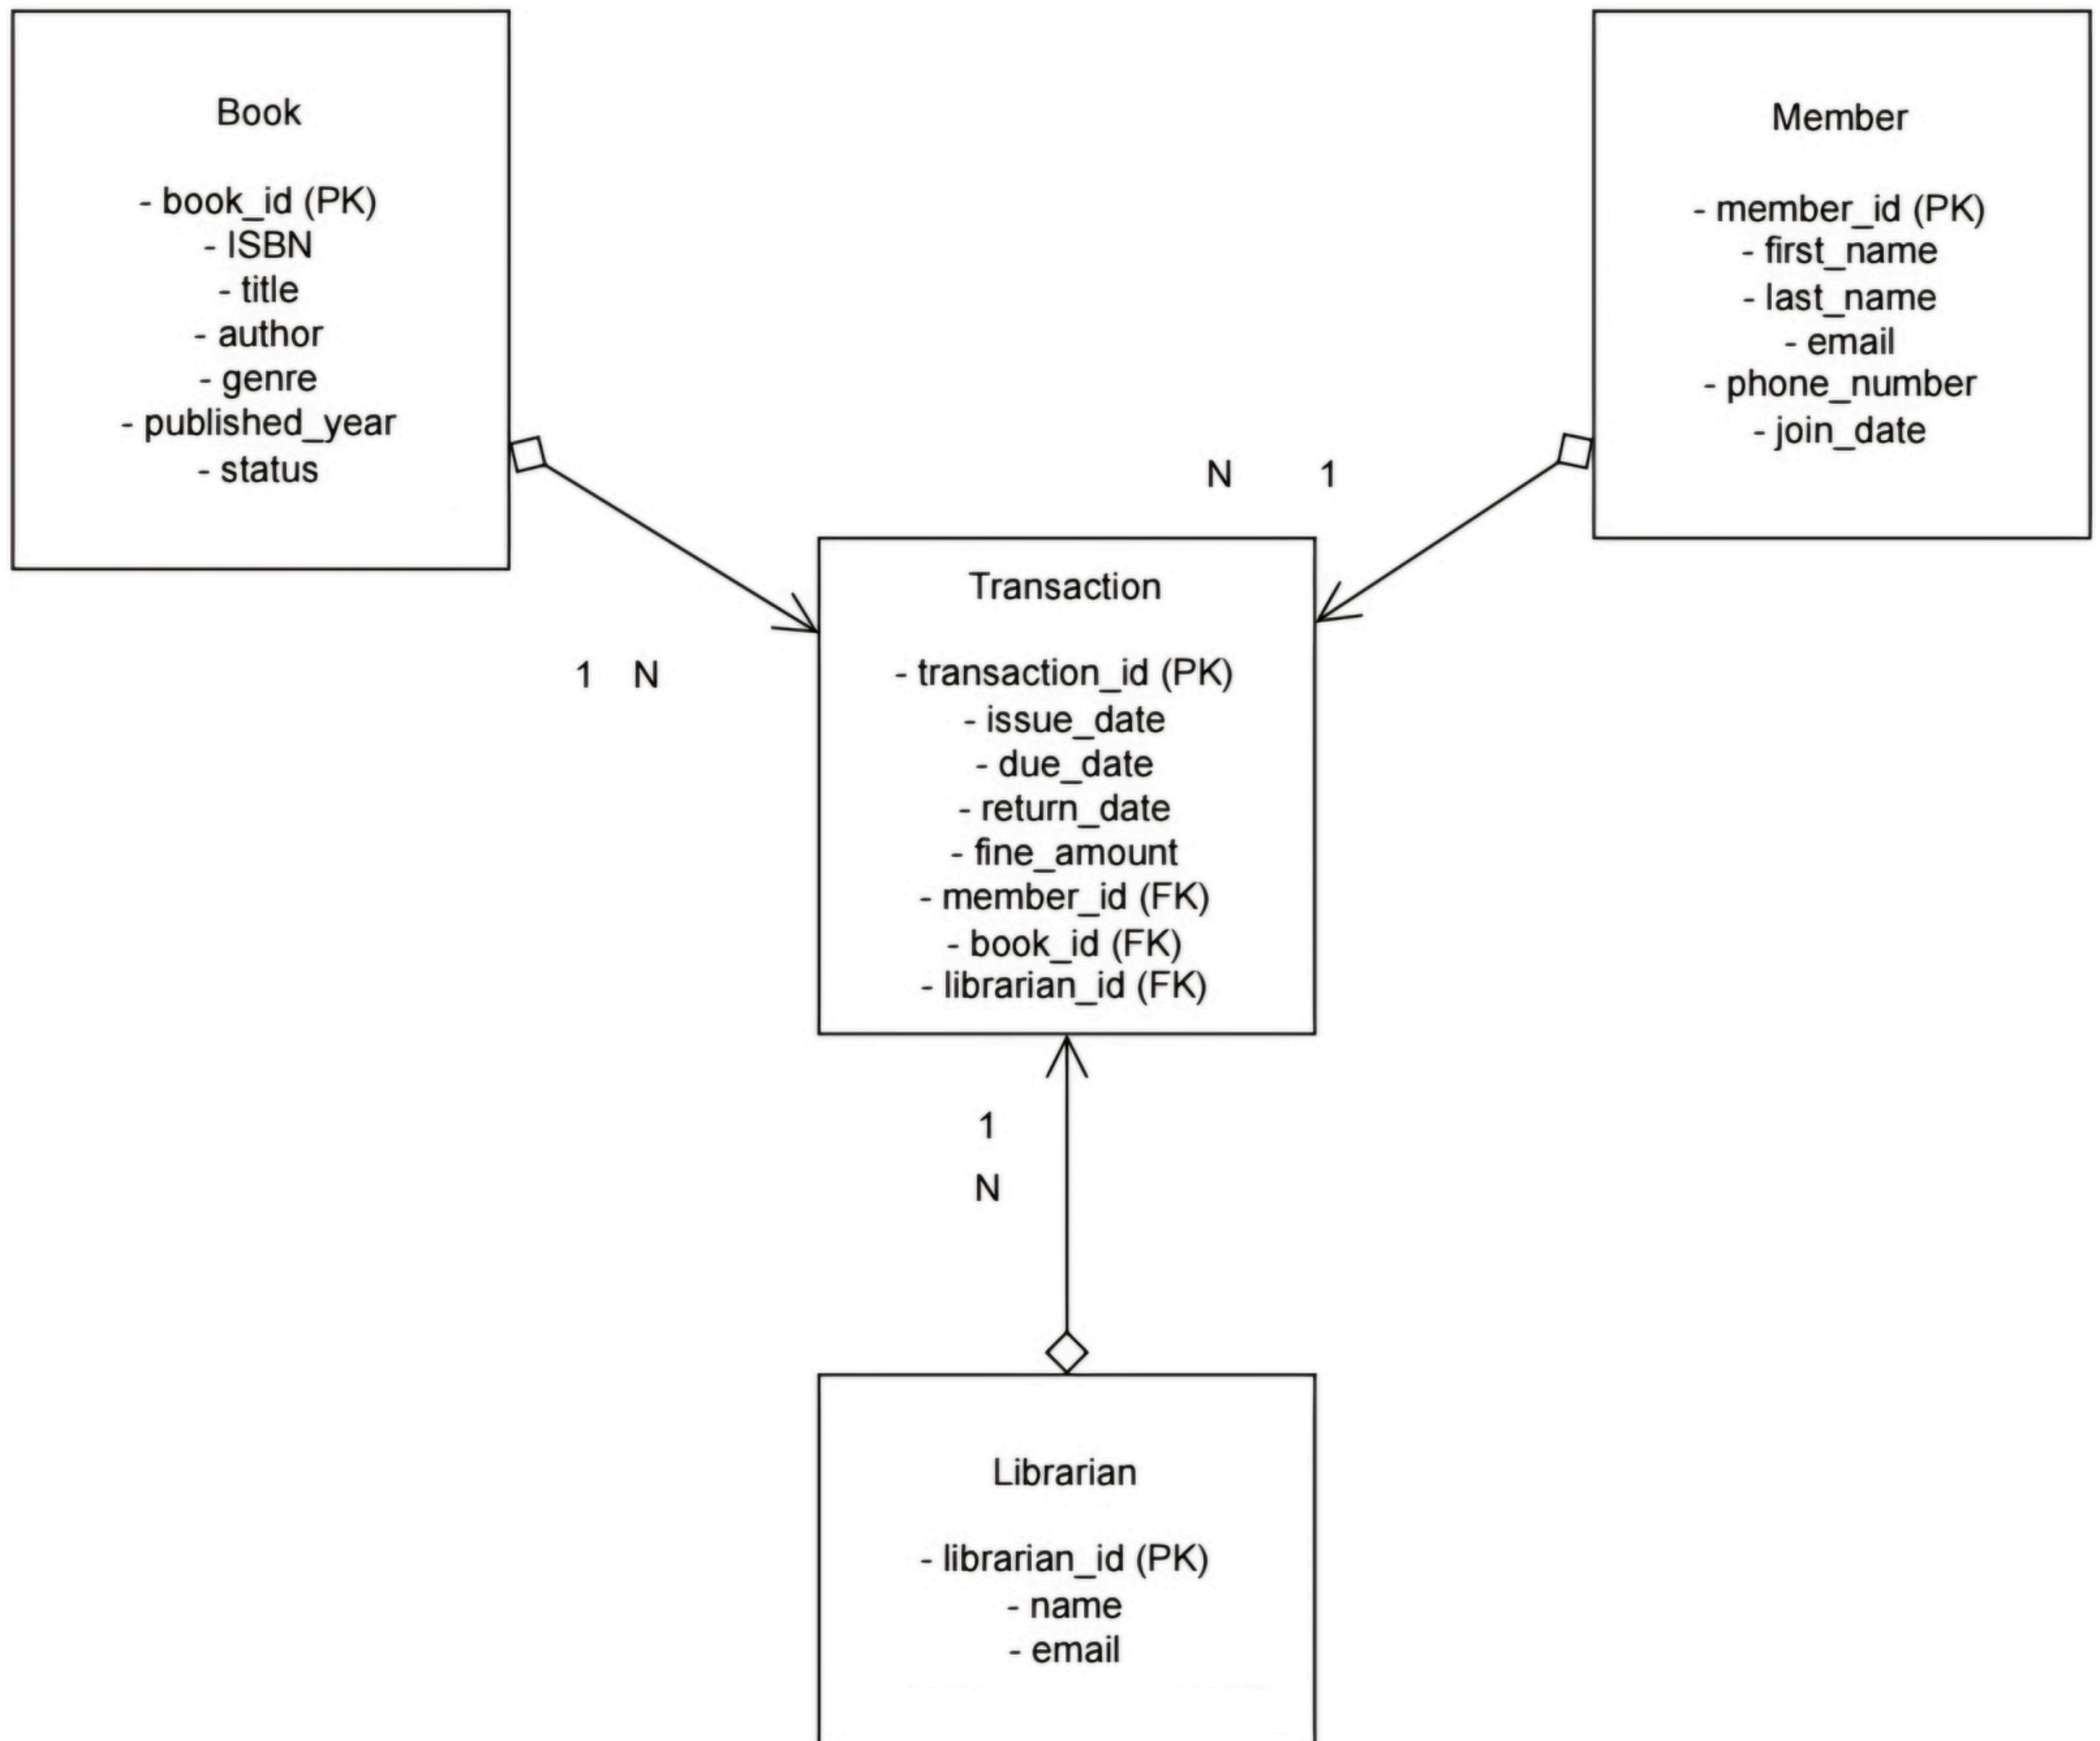 Book
- book_id (PK)
- ISBN
- title
- author
- genre
- published_year
- status
Member
- member_id (PK)
- first_name
- last_name
- email
- phone_number
- join_date
N 1
1 N
Transaction
- transaction_id (PK)
- issue_date
- due_date
- return_date
- fine_amount
- member_id (FK)
- book_id (FK)
- librarian_id (FK)
1
N
Librarian
- librarian_id (PK)
- name
- email